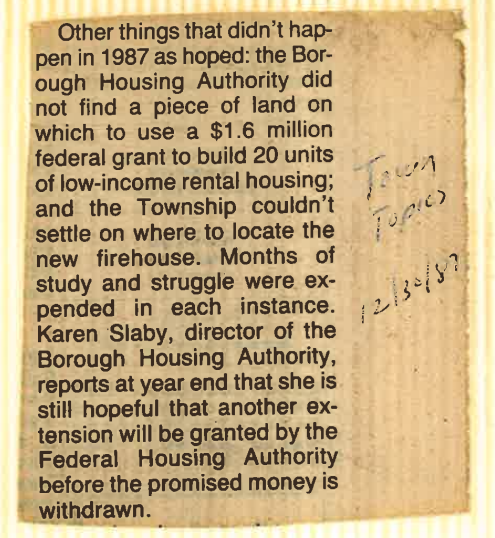 Other things that didn't hap-
pen in 1987 as hoped: the Bor-
ough Housing Authority did
not find a piece of land on
which to use a $1.6 million
federal grant to build 20 units
of low-income rental housing;
and the Township couldn't
settle on where to locate the
new firehouse. Months of
study and struggle were ex-
pended in each instance.
Karen Slaby, director of the
Borough Housing Authority,
reports at year end that she is
still hopeful that another ex-
tension will be granted by the
Federal Housing Authority
before the promised money is
withdrawn.
Town
Topics
12/30/87